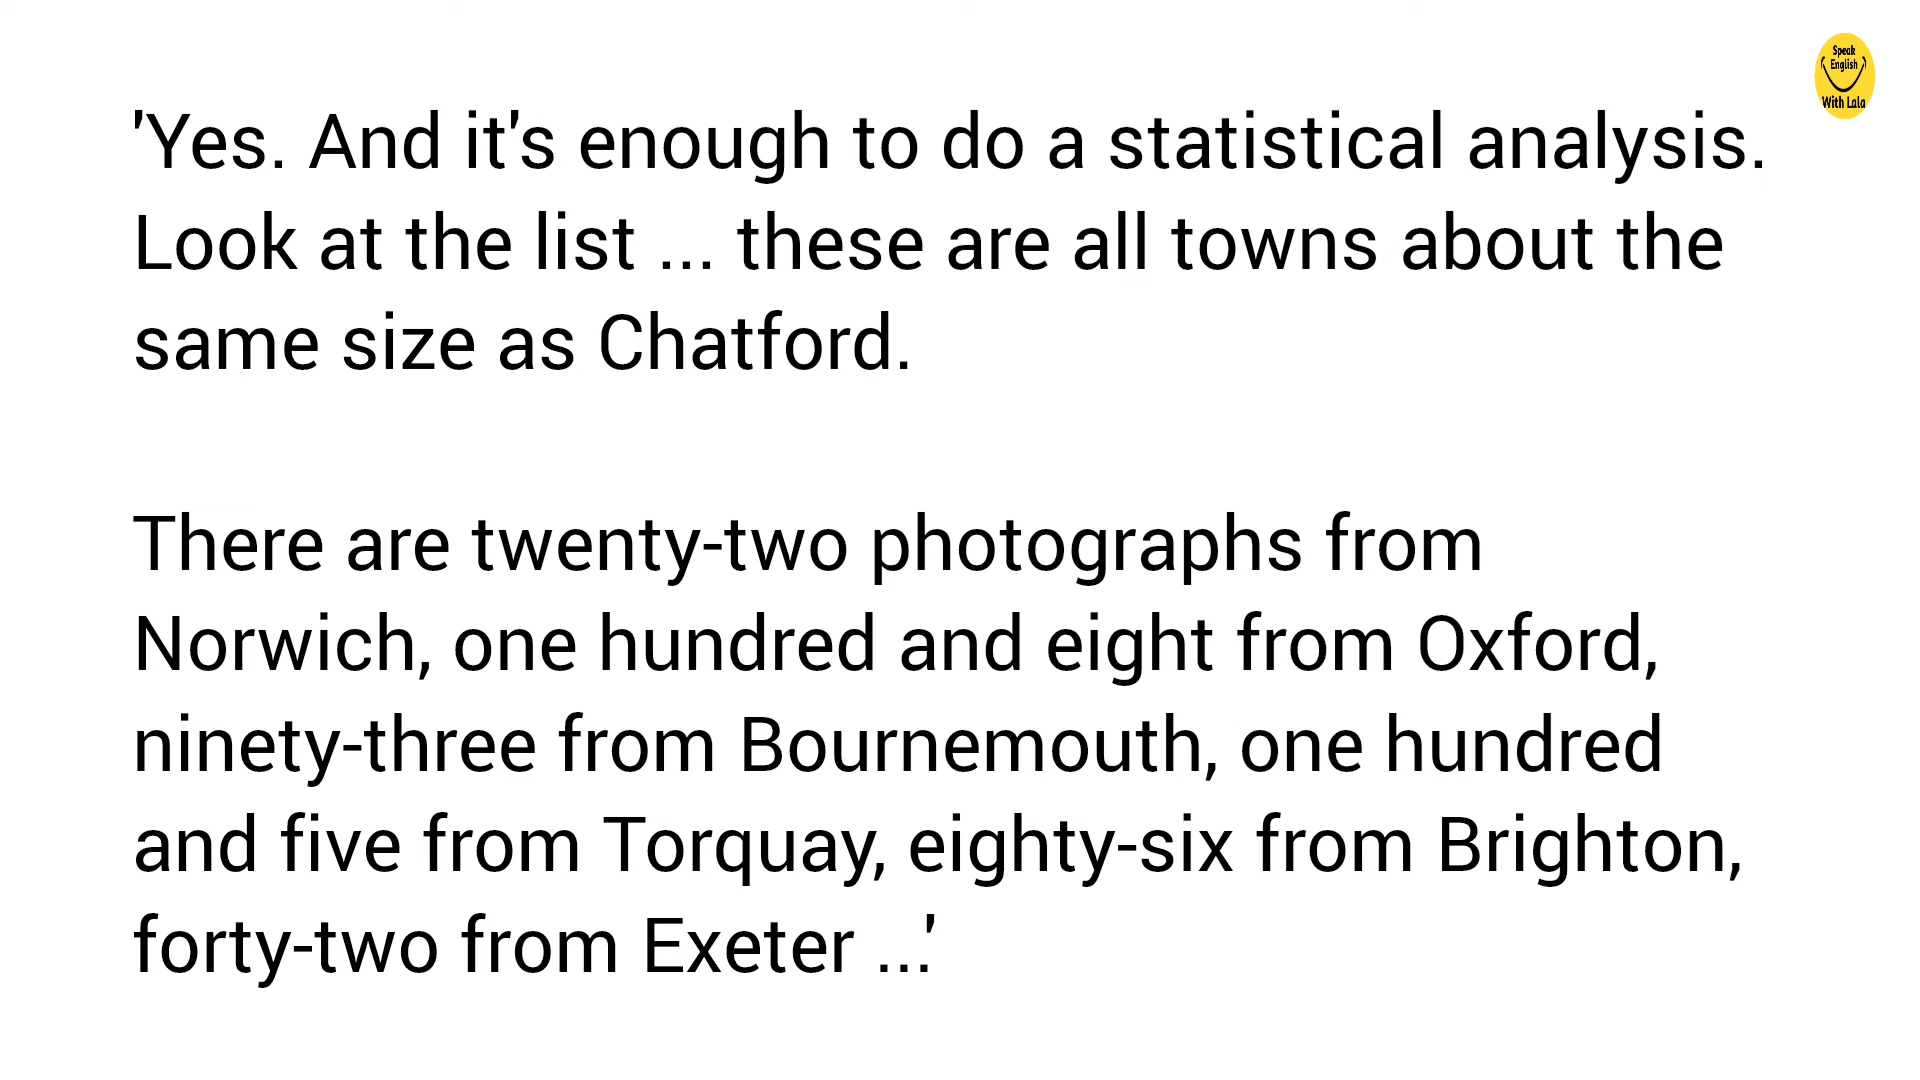 Speak
English
With Lala
'Yes. And it's enough to do a statistical analysis.
Look at the list ... these are all towns about the
same size as Chatford.
There are twenty-two photographs from
Norwich, one hundred and eight from Oxford,
ninety-three from Bournemouth, one hundred
and five from Torquay, eighty-six from Brighton,
forty-two from Exeter ...'